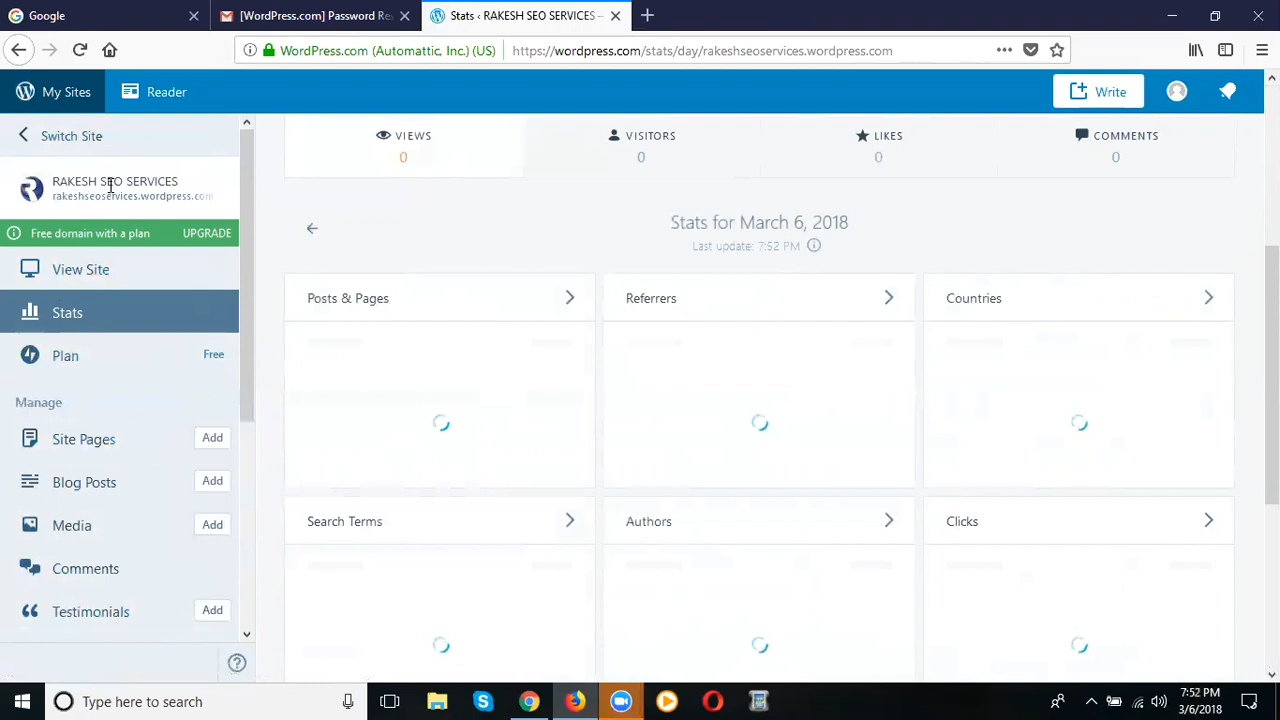 Google
[WordPress.com] Password Re
Stats ‹ RAKESH SEO SERVICES —
WordPress.com (Automattic, Inc.) (US)
https://wordpress.com/stats/day/rakeshseoservices.wordpress.com
My Sites
Reader
Write
Switch Site
RAKESH SEO SERVICES
rakeshseoservices.wordpress.com
Free domain with a plan UPGRADE
View Site
Stats
Plan Free
Manage
Site Pages Add
Blog Posts Add
Media Add
Comments
Testimonials Add
VIEWS
0
VISITORS
0
LIKES
0
COMMENTS
0
Stats for March 6, 2018
Last update: 7:52 PM
Posts & Pages
Referrers
Countries
Search Terms
Authors
Clicks
Type here to search
7:52 PM
3/6/2018